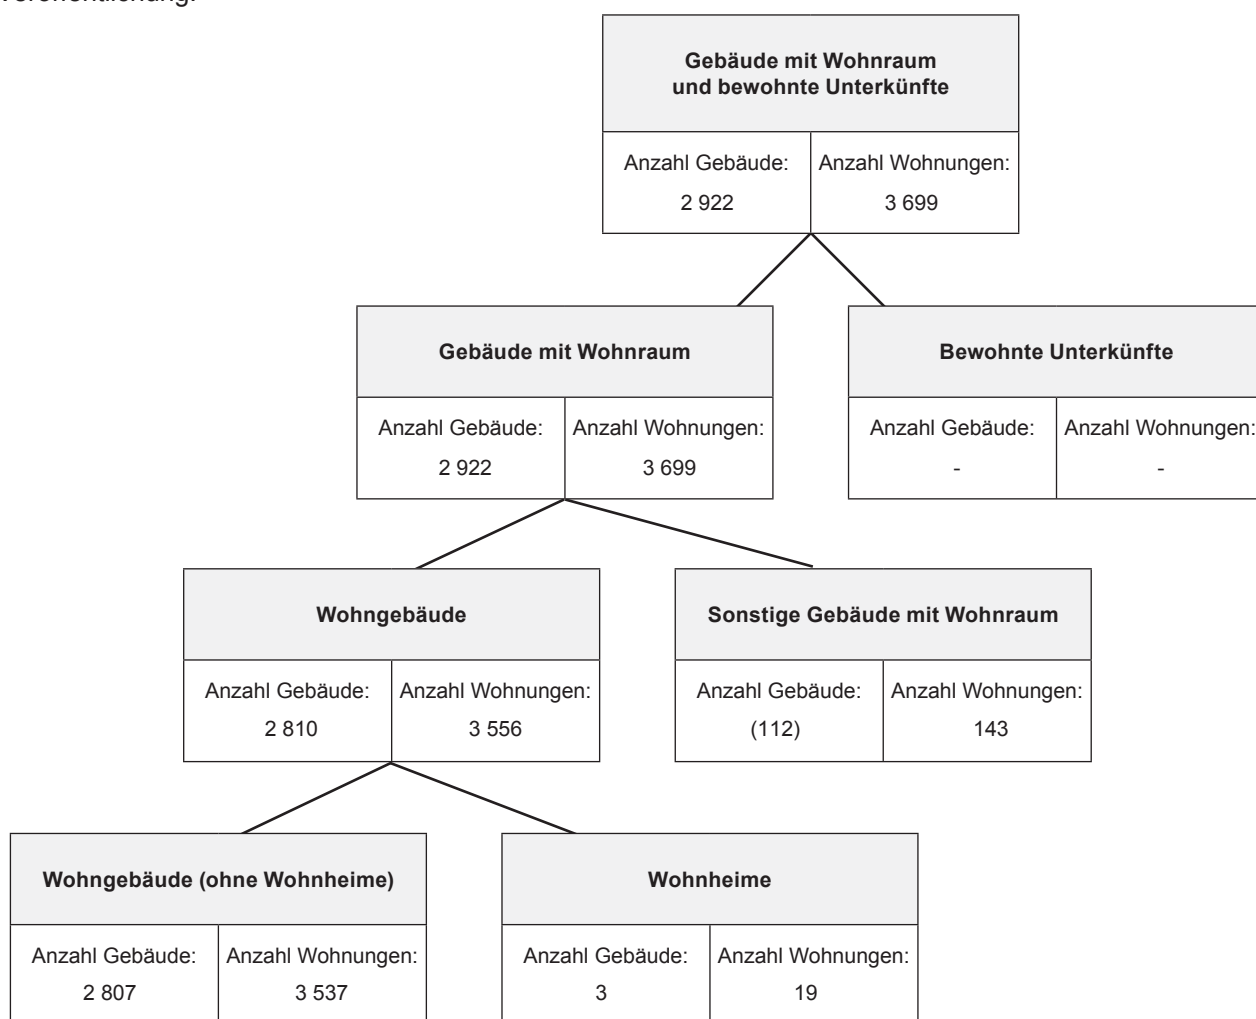 Veröffentlichung.
Gebäude mit Wohnraum
und bewohnte Unterkünfte
Anzahl Gebäude: Anzahl Wohnungen:
2 922 3 699
Gebäude mit Wohnraum Bewohnte Unterkünfte
Anzahl Gebäude: Anzahl Wohnungen: Anzahl Gebäude: Anzahl Wohnungen:
2 922 3 699 - -
Wohngebäude Sonstige Gebäude mit Wohnraum
Anzahl Gebäude: Anzahl Wohnungen: Anzahl Gebäude: Anzahl Wohnungen:
2 810 3 556 (112) 143
Wohngebäude (ohne Wohnheime) Wohnheime
Anzahl Gebäude: Anzahl Wohnungen: Anzahl Gebäude: Anzahl Wohnungen:
2 807 3 537 3 19